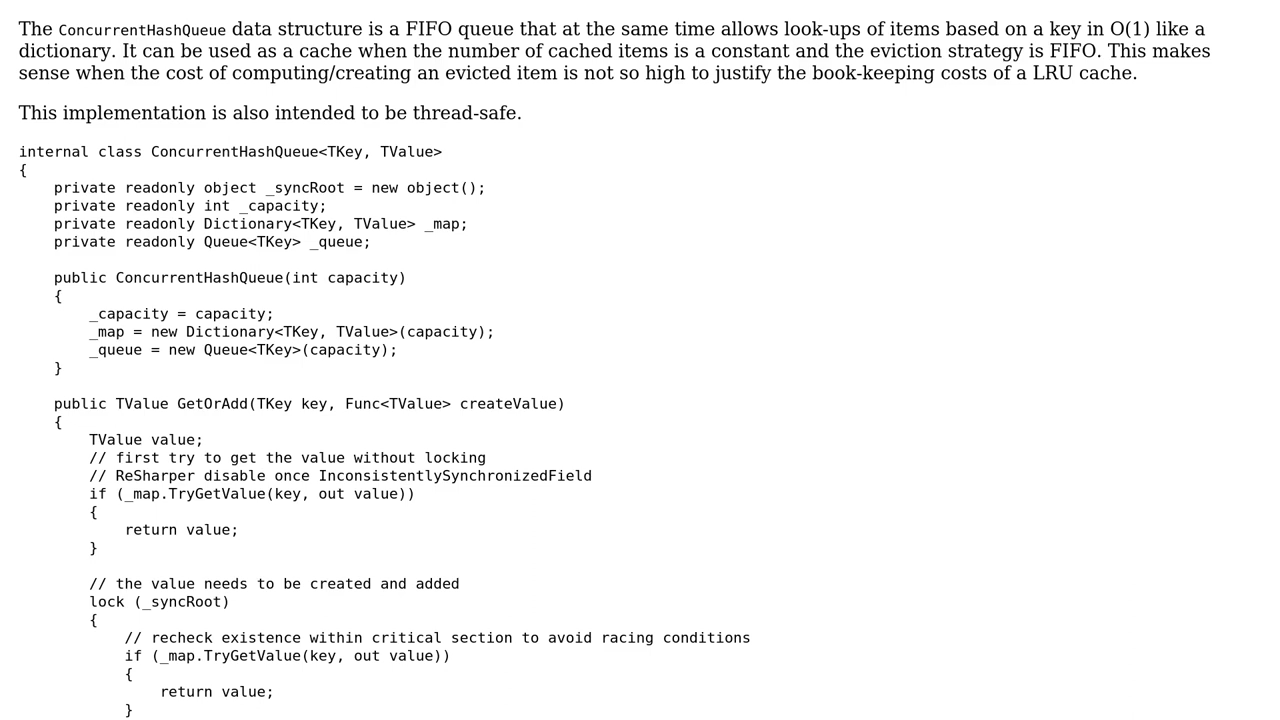 The ConcurrentHashQueue data structure is a FIFO queue that at the same time allows look-ups of items based on a key in O(1) like a
dictionary. It can be used as a cache when the number of cached items is a constant and the eviction strategy is FIFO. This makes
sense when the cost of computing/creating an evicted item is not so high to justify the book-keeping costs of a LRU cache.
This implementation is also intended to be thread-safe.
internal class ConcurrentHashQueue<TKey, TValue>
{
    private readonly object _syncRoot = new object();
    private readonly int _capacity;
    private readonly Dictionary<TKey, TValue> _map;
    private readonly Queue<TKey> _queue;
    public ConcurrentHashQueue(int capacity)
    {
        _capacity = capacity;
        _map = new Dictionary<TKey, TValue>(capacity);
        _queue = new Queue<TKey>(capacity);
    }
    public TValue GetOrAdd(TKey key, Func<TValue> createValue)
    {
        TValue value;
        // first try to get the value without locking
        // ReSharper disable once InconsistentlySynchronizedField
        if (_map.TryGetValue(key, out value))
        {
            return value;
        }
        // the value needs to be created and added
        lock (_syncRoot)
        {
            // recheck existence within critical section to avoid racing conditions
            if (_map.TryGetValue(key, out value))
            {
                return value;
            }